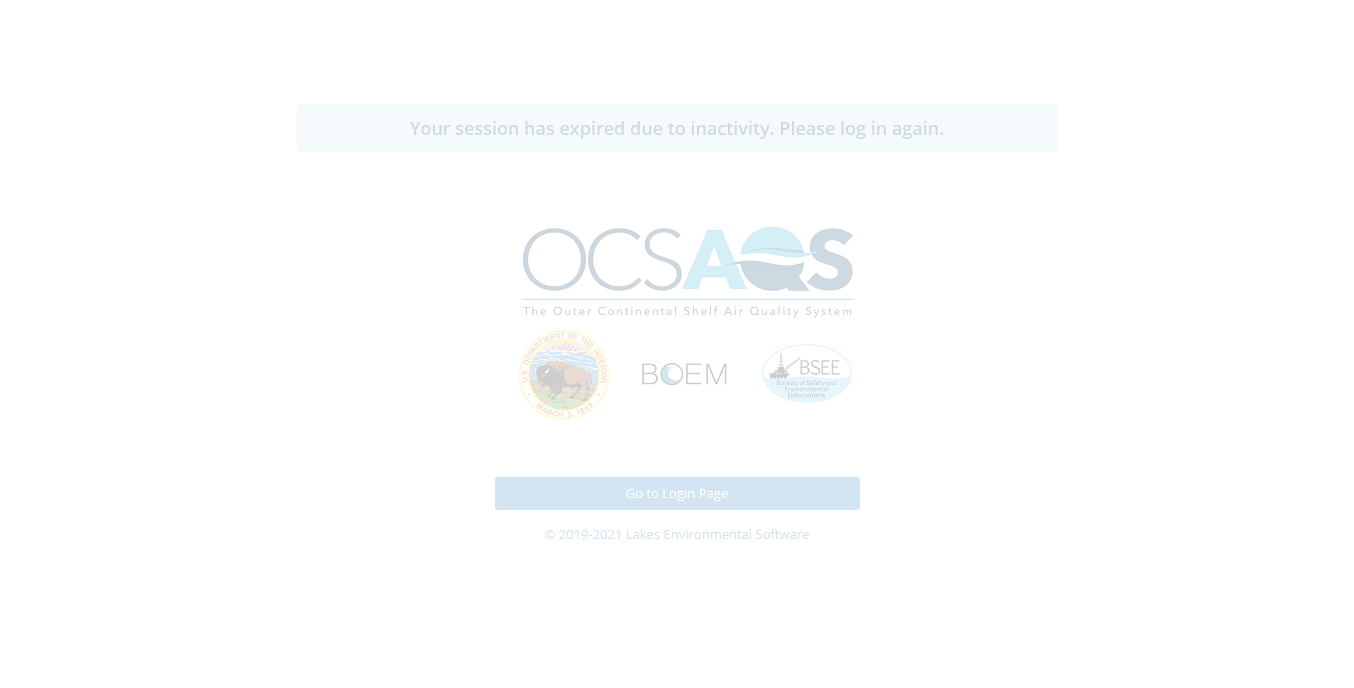 Your session has expired due to inactivity. Please log in again.
OCSAQS
The Outer Continental Shelf Air Quality System
U.S. DEPARTMENT OF THE INTERIOR
MARCH 3, 1849
BOEM
BSEE
Bureau of Safety and
Environmental
Enforcement
Go to Login Page
© 2019-2021 Lakes Environmental Software